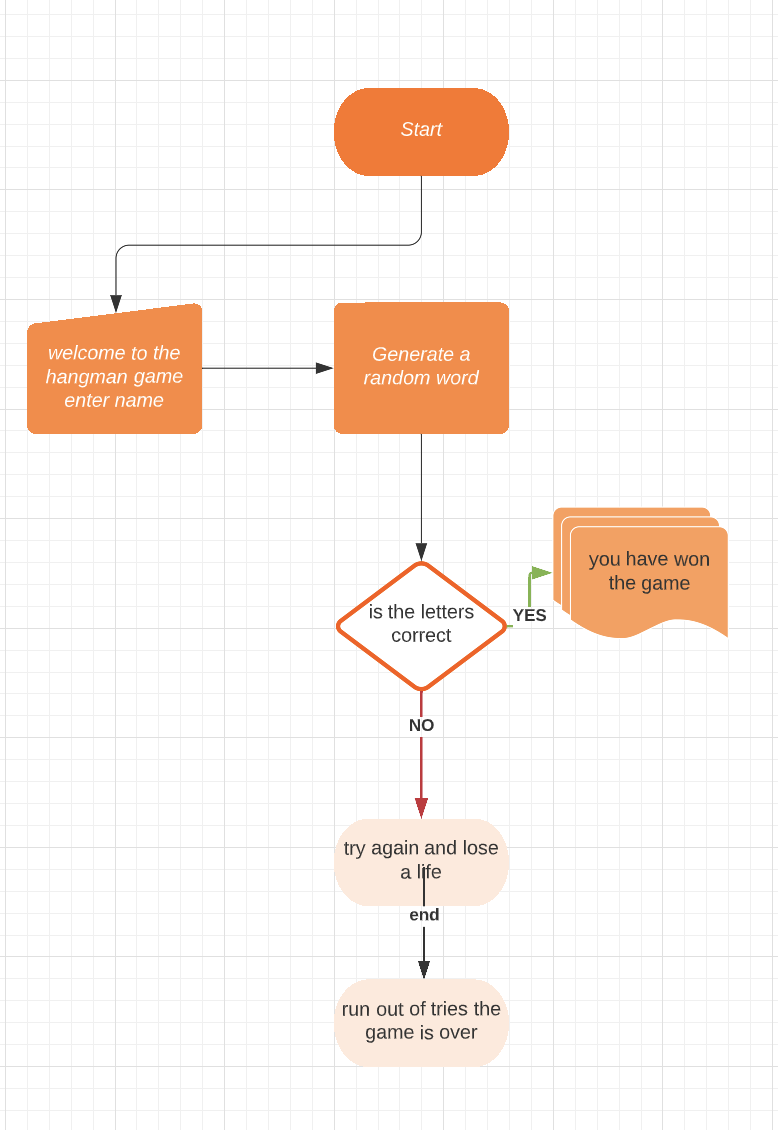 Start
welcome to the
hangman game
enter name
Generate a
random word
is the letters
correct
YES
you have won
the game
NO
try again and lose
a life
end
run out of tries the
game is over